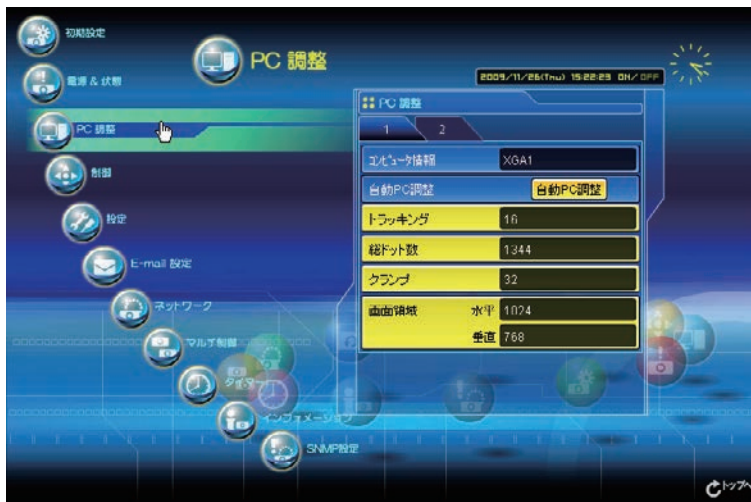 初期設定
電源 & 状態
PC 調整
制御
設定
E-mail 設定
ネットワーク
マルチ制御
タイマー
インフォメーション
SNMP設定
PC 調整
2009/11/26(Thu) 15:22:23 ON/OFF
PC 調整
1 2
コンピュータ情報 XGA1
自動PC調整 自動PC調整
トラッキング 16
総ドット数 1344
クランプ 32
画面領域 水平 1024
垂直 768
トップへ